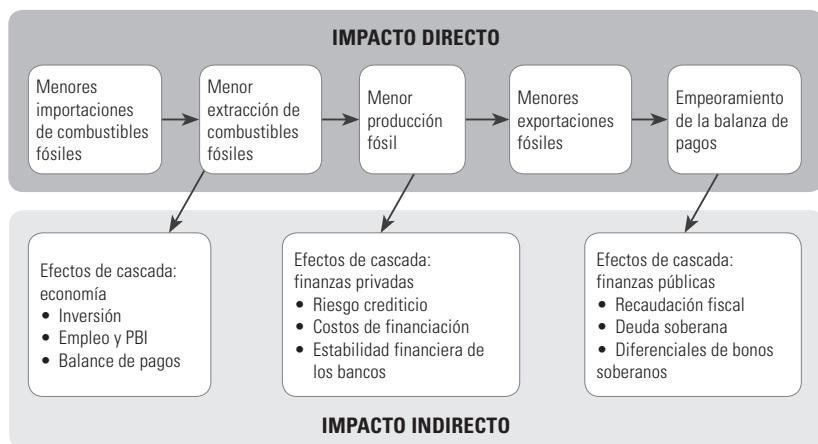 IMPACTO DIRECTO
Menores
importaciones
de combustibles
fósiles
Menor
extracción de
combustibles
fósiles
Menor
producción
fósil
Menores
exportaciones
fósiles
Empeoramiento
de la balanza de
pagos
Efectos de cascada:
economía
• Inversión
• Empleo y PBI
• Balance de pagos
Efectos de cascada:
finanzas privadas
• Riesgo crediticio
• Costos de financiación
• Estabilidad financiera de
los bancos
Efectos de cascada:
finanzas públicas
• Recaudación fiscal
• Deuda soberana
• Diferenciales de bonos
soberanos
IMPACTO INDIRECTO